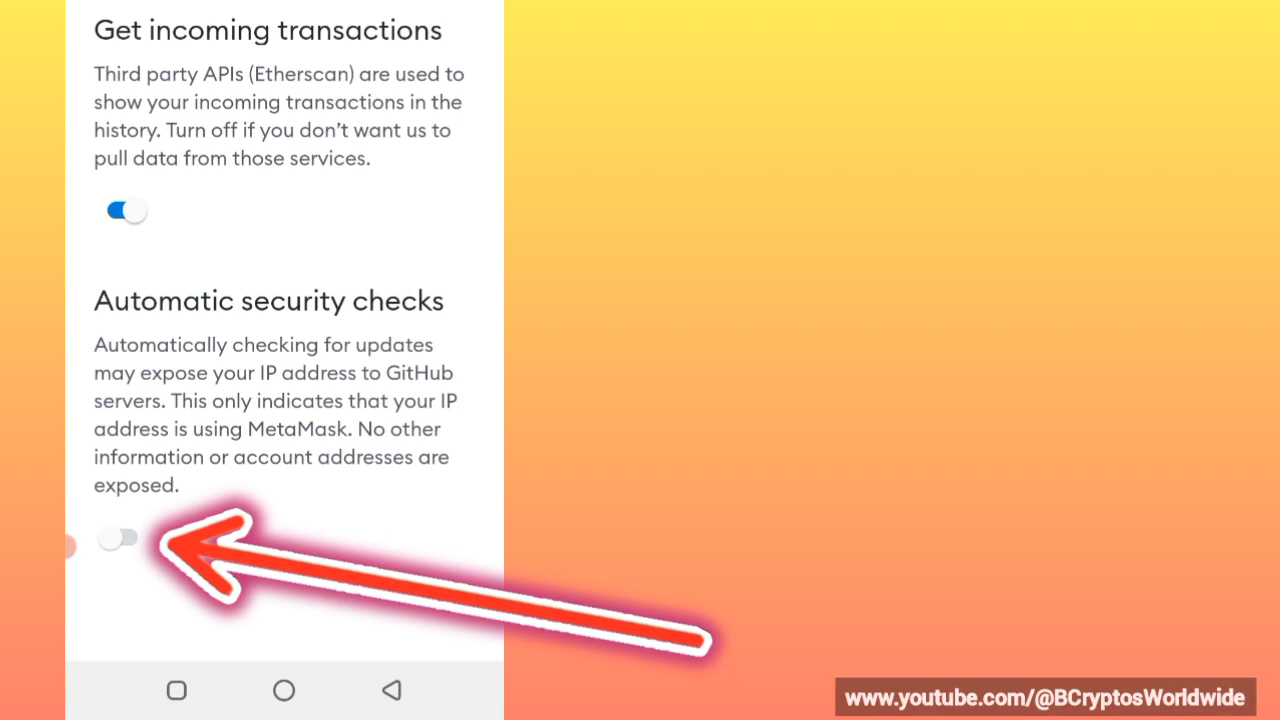 Get incoming transactions
Third party APIs (Etherscan) are used to
show your incoming transactions in the
history. Turn off if you don’t want us to
pull data from those services.
Automatic security checks
Automatically checking for updates
may expose your IP address to GitHub
servers. This only indicates that your IP
address is using MetaMask. No other
information or account addresses are
exposed.
www.youtube.com/@BCryptosWorldwide